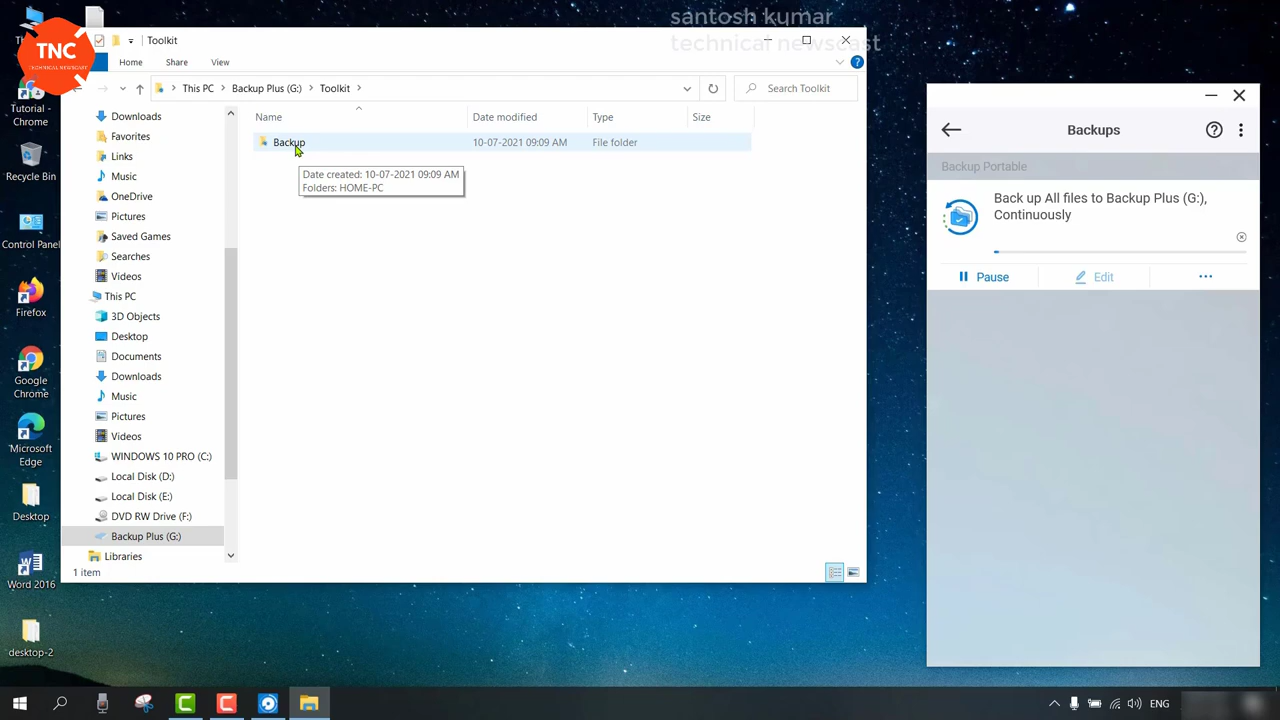 santosh kumar
technical newscast
TNC
TECHNICAL NEWSCAST
Th
Tutorial -
Chrome
Recycle Bin
Control Panel
Firefox
Google
Chrome
Microsoft
Edge
Desktop
Word 2016
desktop-2
Toolkit
Home
Share
View
This PC
Backup Plus (G:)
Toolkit
Search Toolkit
Name
Date modified
Type
Size
Backup
10-07-2021 09:09 AM
File folder
Date created: 10-07-2021 09:09 AM
Folders: HOME-PC
Downloads
Favorites
Links
Music
OneDrive
Pictures
Saved Games
Searches
Videos
This PC
3D Objects
Desktop
Documents
Downloads
Music
Pictures
Videos
WINDOWS 10 PRO (C:)
Local Disk (D:)
Local Disk (E:)
DVD RW Drive (F:)
Backup Plus (G:)
Libraries
1 item
Backups
Backup Portable
Back up All files to Backup Plus (G:),
Continuously
Pause
Edit
ENG